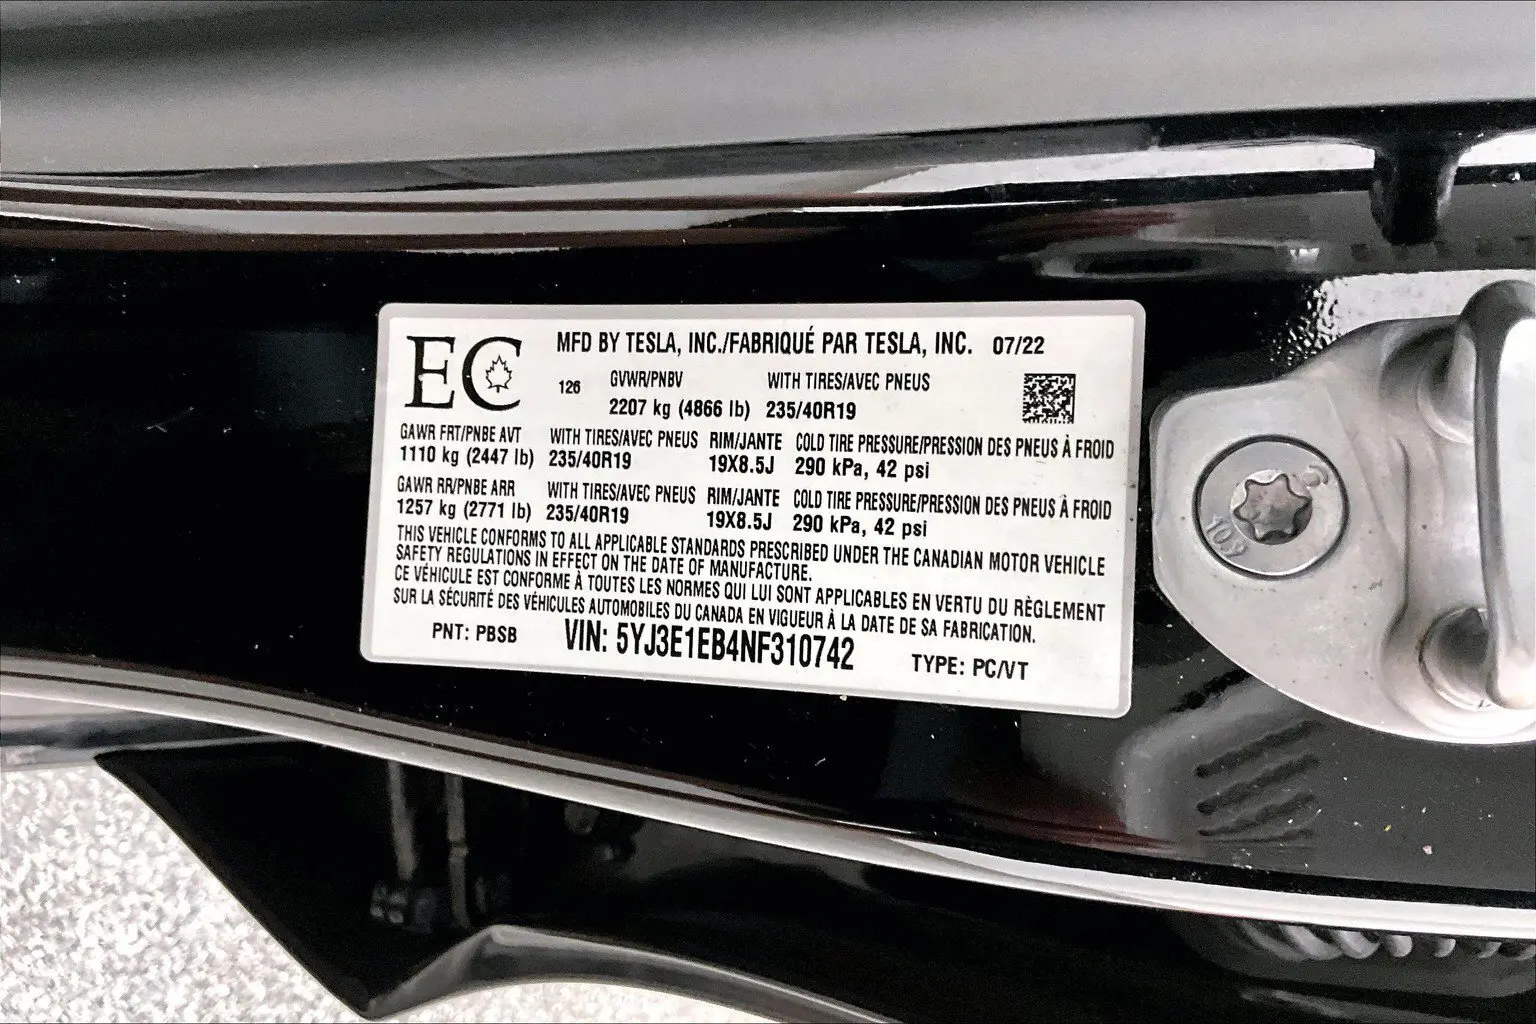 EC
MFD BY TESLA, INC./FABRIQUÉ PAR TESLA, INC. 07/22
126 GVWR/PNBV WITH TIRES/AVEC PNEUS
2207 kg (4866 lb) 235/40R19
GAWR FRT/PNBE AVT WITH TIRES/AVEC PNEUS RIM/JANTE COLD TIRE PRESSURE/PRESSION DES PNEUS À FROID
1110 kg (2447 lb) 235/40R19 19X8.5J 290 kPa, 42 psi
GAWR RR/PNBE ARR WITH TIRES/AVEC PNEUS RIM/JANTE COLD TIRE PRESSURE/PRESSION DES PNEUS À FROID
1257 kg (2771 lb) 235/40R19 19X8.5J 290 kPa, 42 psi
THIS VEHICLE CONFORMS TO ALL APPLICABLE STANDARDS PRESCRIBED UNDER THE CANADIAN MOTOR VEHICLE
SAFETY REGULATIONS IN EFFECT ON THE DATE OF MANUFACTURE.
CE VÉHICULE EST CONFORME À TOUTES LES NORMES QUI LUI SONT APPLICABLES EN VERTU DU RÈGLEMENT
SUR LA SÉCURITÉ DES VÉHICULES AUTOMOBILES DU CANADA EN VIGUEUR À LA DATE DE SA FABRICATION.
PNT: PBSB VIN: 5YJ3E1EB4NF310742 TYPE: PC/VT
10.9